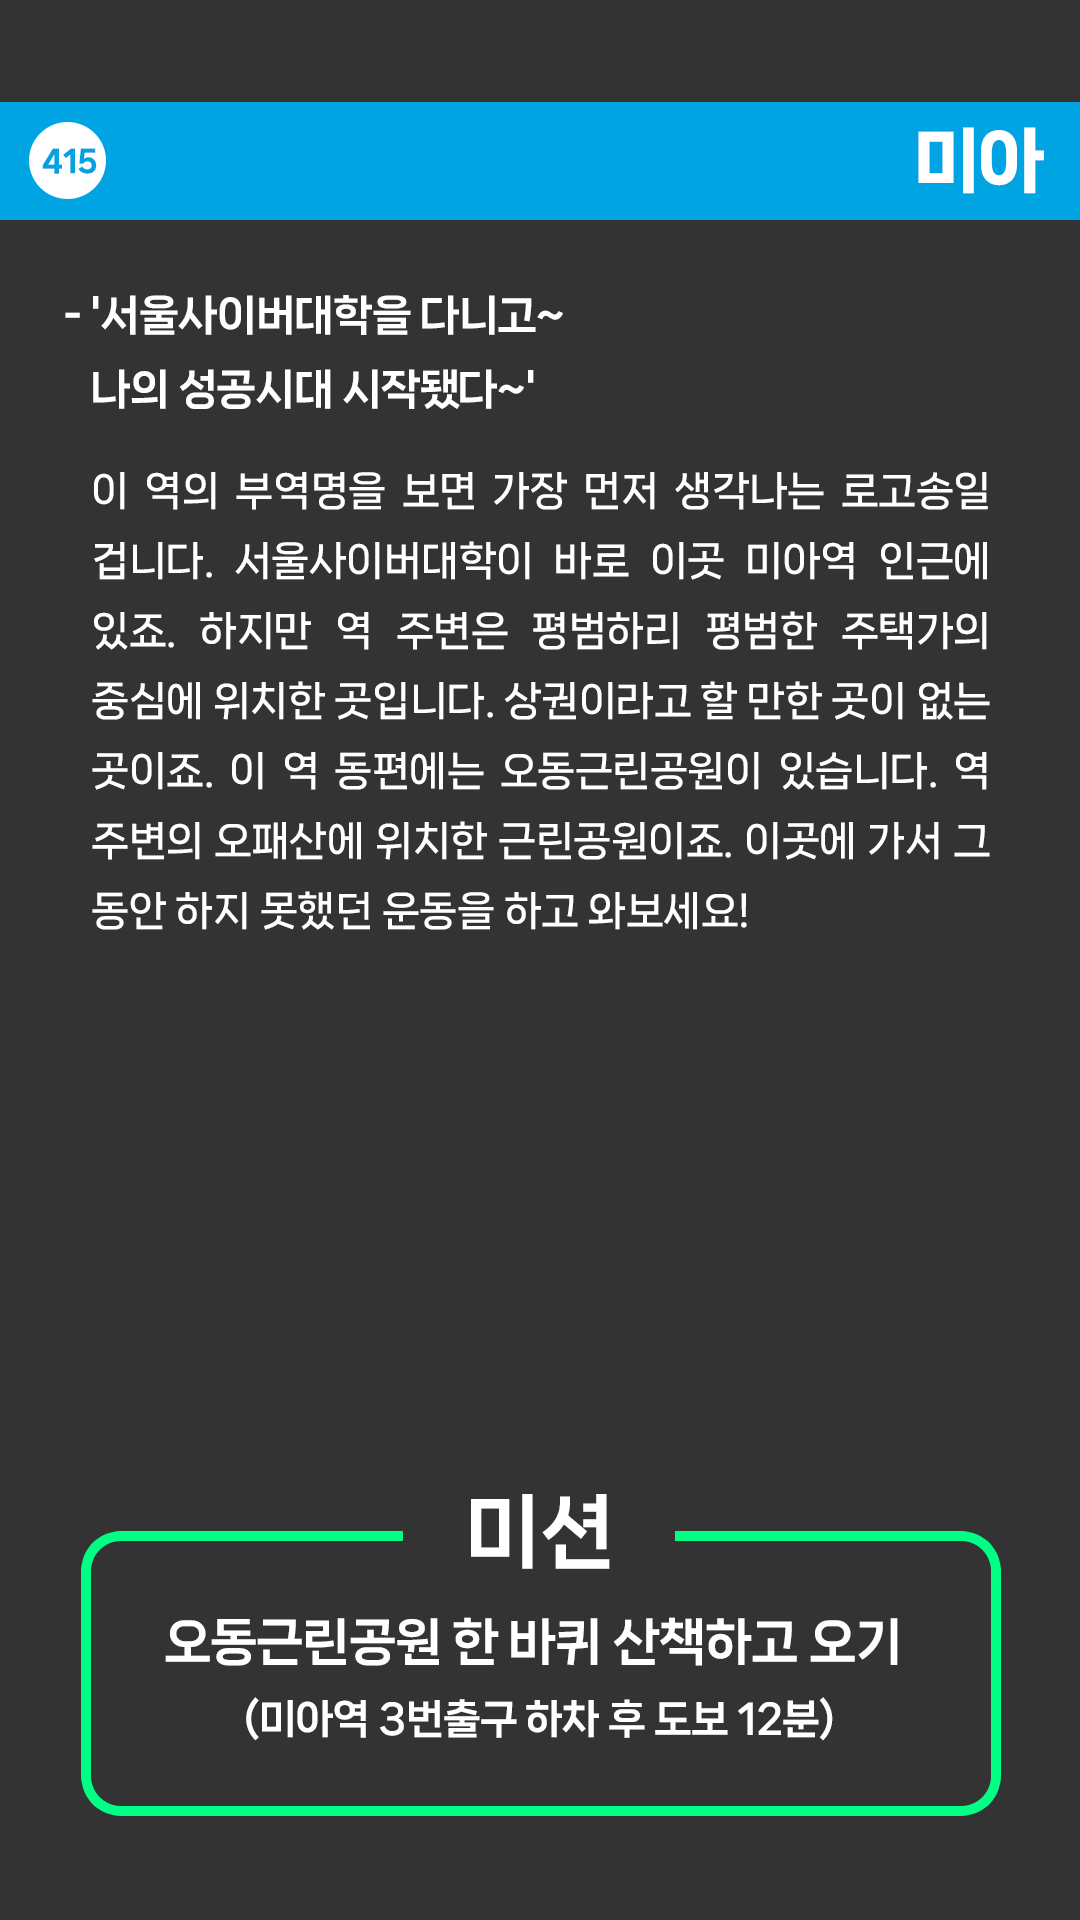 415
미아
- '서울사이버대학을 다니고~
나의 성공시대 시작됐다~'
이 역의 부역명을 보면 가장 먼저 생각나는 로고송일
겁니다. 서울사이버대학이 바로 이곳 미아역 인근에
있죠. 하지만 역 주변은 평범하리 평범한 주택가의
중심에 위치한 곳입니다. 상권이라고 할 만한 곳이 없는
곳이죠. 이 역 동편에는 오동근린공원이 있습니다. 역
주변의 오패산에 위치한 근린공원이죠. 이곳에 가서 그
동안 하지 못했던 운동을 하고 와보세요!
미션
오동근린공원 한 바퀴 산책하고 오기
(미아역 3번출구 하차 후 도보 12분)